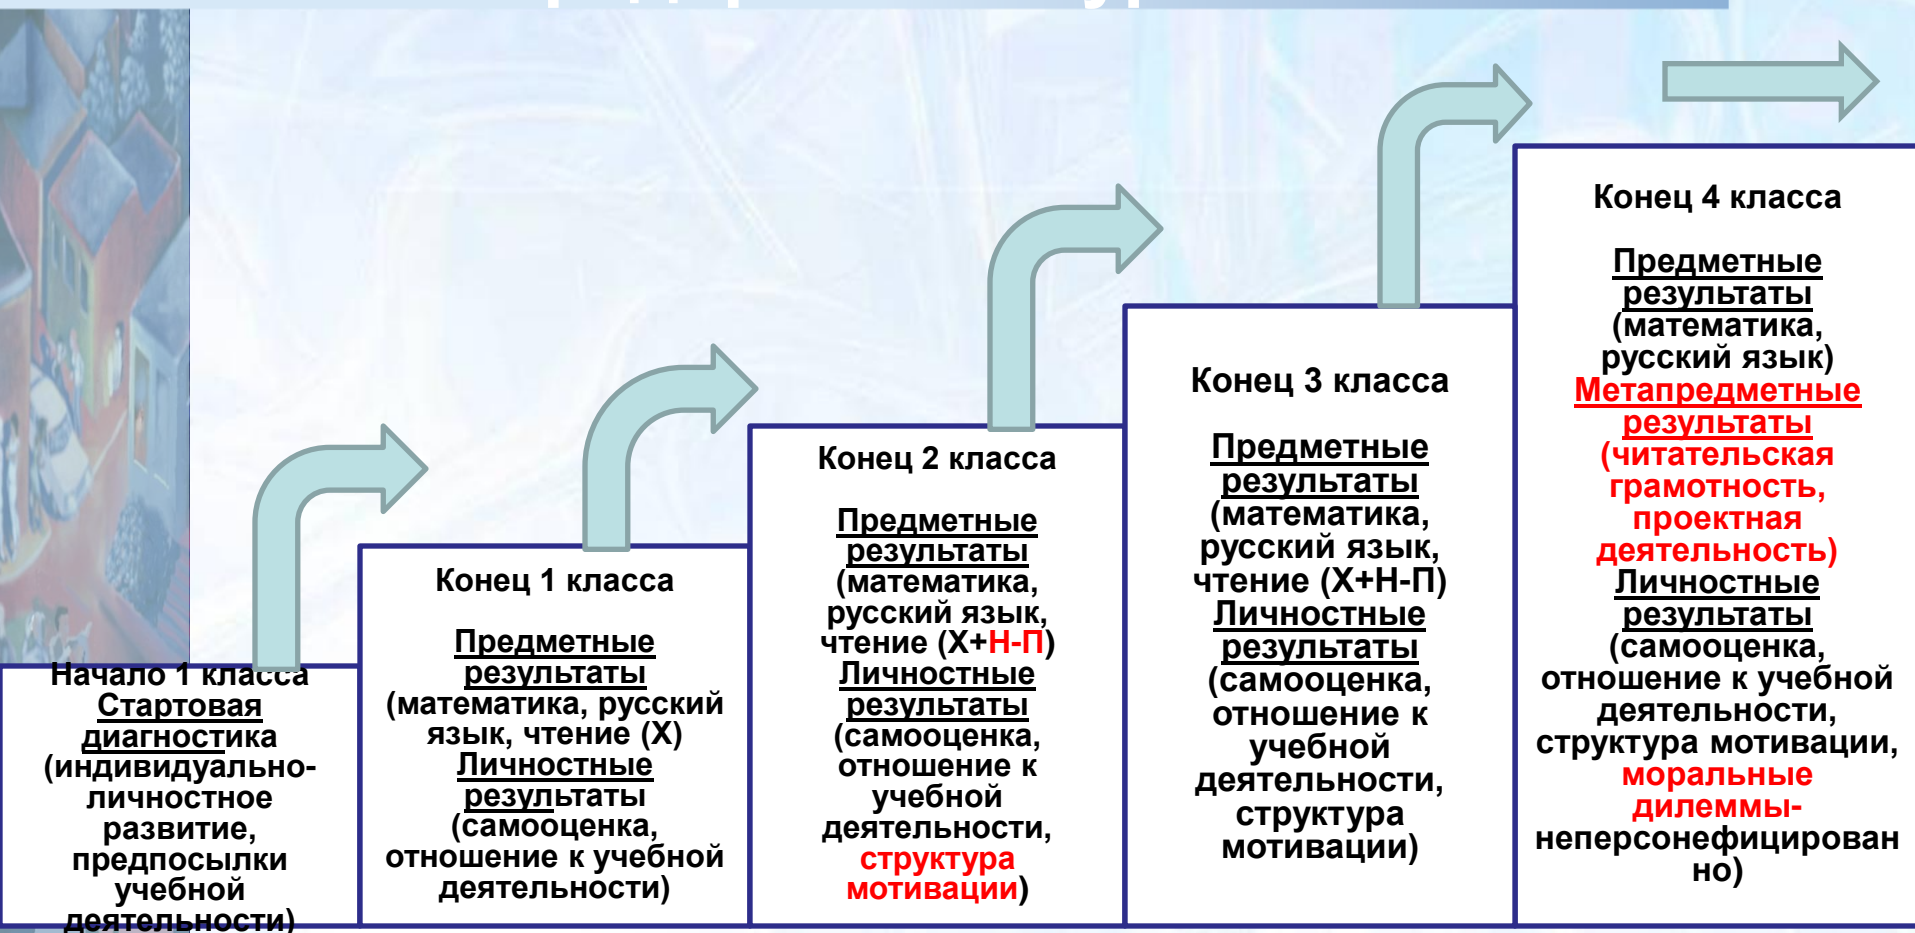 Начало 1 класса
Стартовая
диагностика
(индивидуально-
личностное
развитие,
предпосылки
учебной
деятельности)
Конец 1 класса
Предметные
результаты
(математика, русский
язык, чтение (Х)
Личностные
результаты
(самооценка,
отношение к учебной
деятельности)
Конец 2 класса
Предметные
результаты
(математика,
русский язык,
чтение (Х+Н-П)
Личностные
результаты
(самооценка,
отношение к
учебной
деятельности,
структура
мотивации)
Конец 3 класса
Предметные
результаты
(математика,
русский язык,
чтение (Х+Н-П)
Личностные
результаты
(самооценка,
отношение к
учебной
деятельности,
структура
мотивации)
Конец 4 класса
Предметные
результаты
(математика,
русский язык)
Метапредметные
результаты
(читательская
грамотность,
проектная
деятельность)
Личностные
результаты
(самооценка,
отношение к учебной
деятельности,
структура мотивации,
моральные
дилеммы-
неперсонефицирован
но)